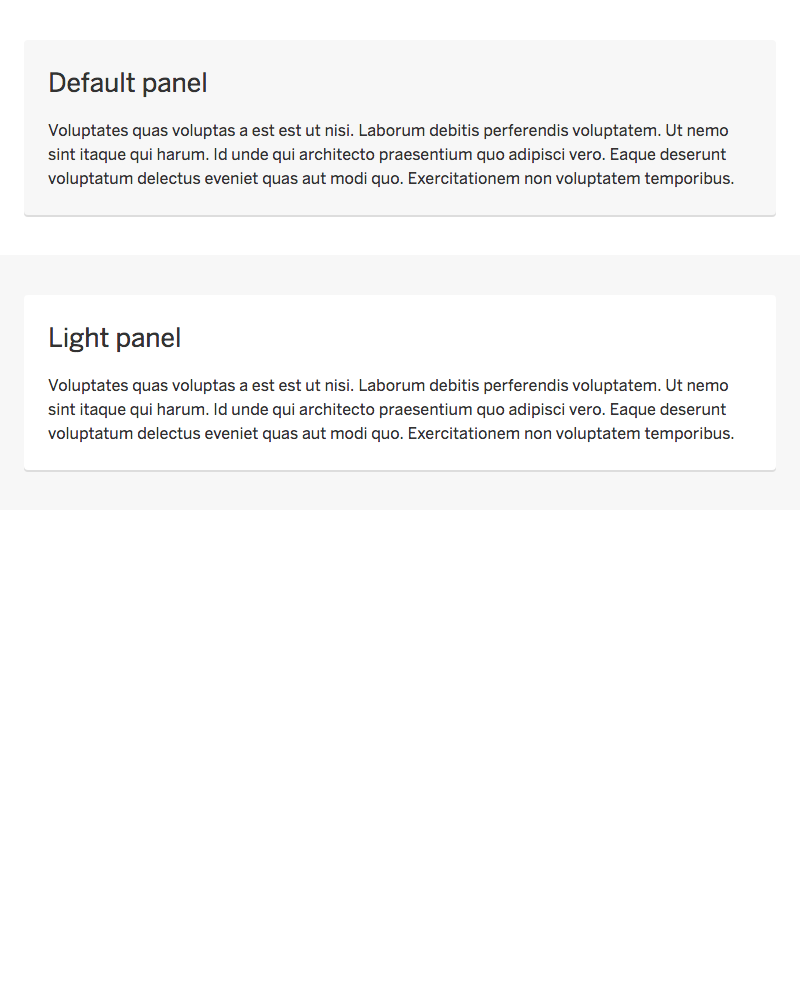 Default panel
Voluptates quas voluptas a est est ut nisi. Laborum debitis perferendis voluptatem. Ut nemo
sint itaque qui harum. Id unde qui architecto praesentium quo adipisci vero. Eaque deserunt
voluptatum delectus eveniet quas aut modi quo. Exercitationem non voluptatem temporibus.
Light panel
Voluptates quas voluptas a est est ut nisi. Laborum debitis perferendis voluptatem. Ut nemo
sint itaque qui harum. Id unde qui architecto praesentium quo adipisci vero. Eaque deserunt
voluptatum delectus eveniet quas aut modi quo. Exercitationem non voluptatem temporibus.